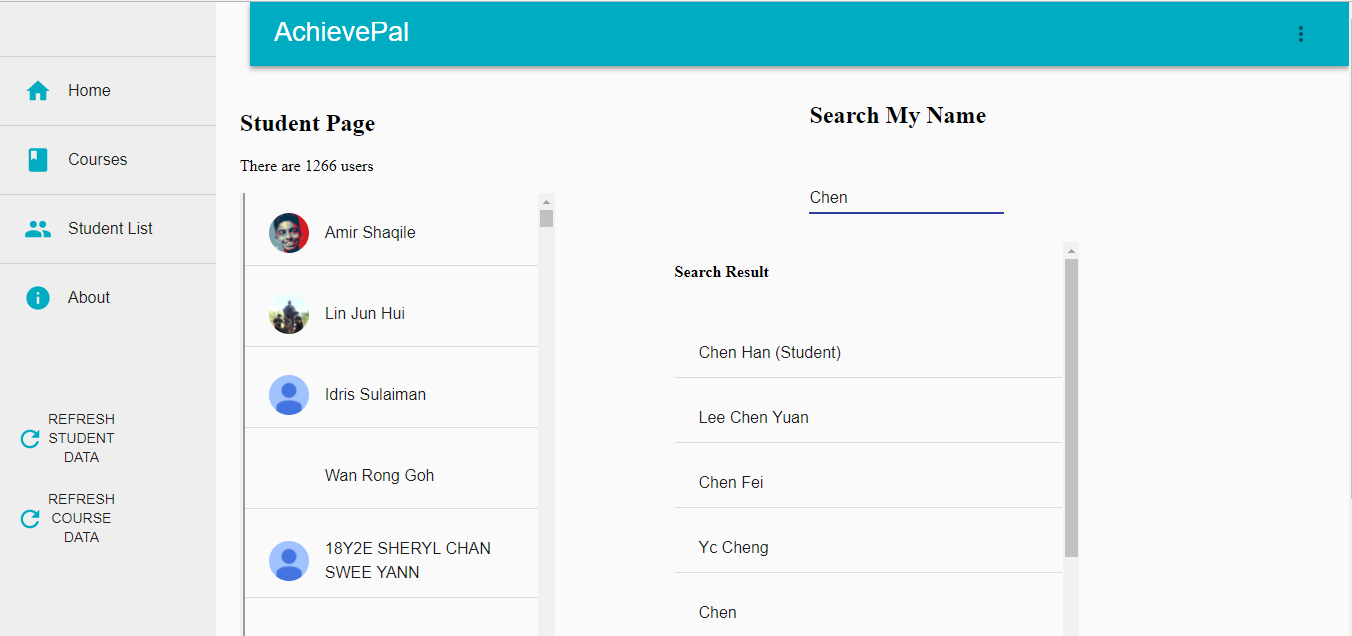 AchievePal
Home
Courses
Student List
About
REFRESH
STUDENT
DATA
REFRESH
COURSE
DATA
Student Page
There are 1266 users
Amir Shaqile
Lin Jun Hui
Idris Sulaiman
Wan Rong Goh
18Y2E SHERYL CHAN
SWEE YANN
Search My Name
Chen
Search Result
Chen Han (Student)
Lee Chen Yuan
Chen Fei
Yc Cheng
Chen